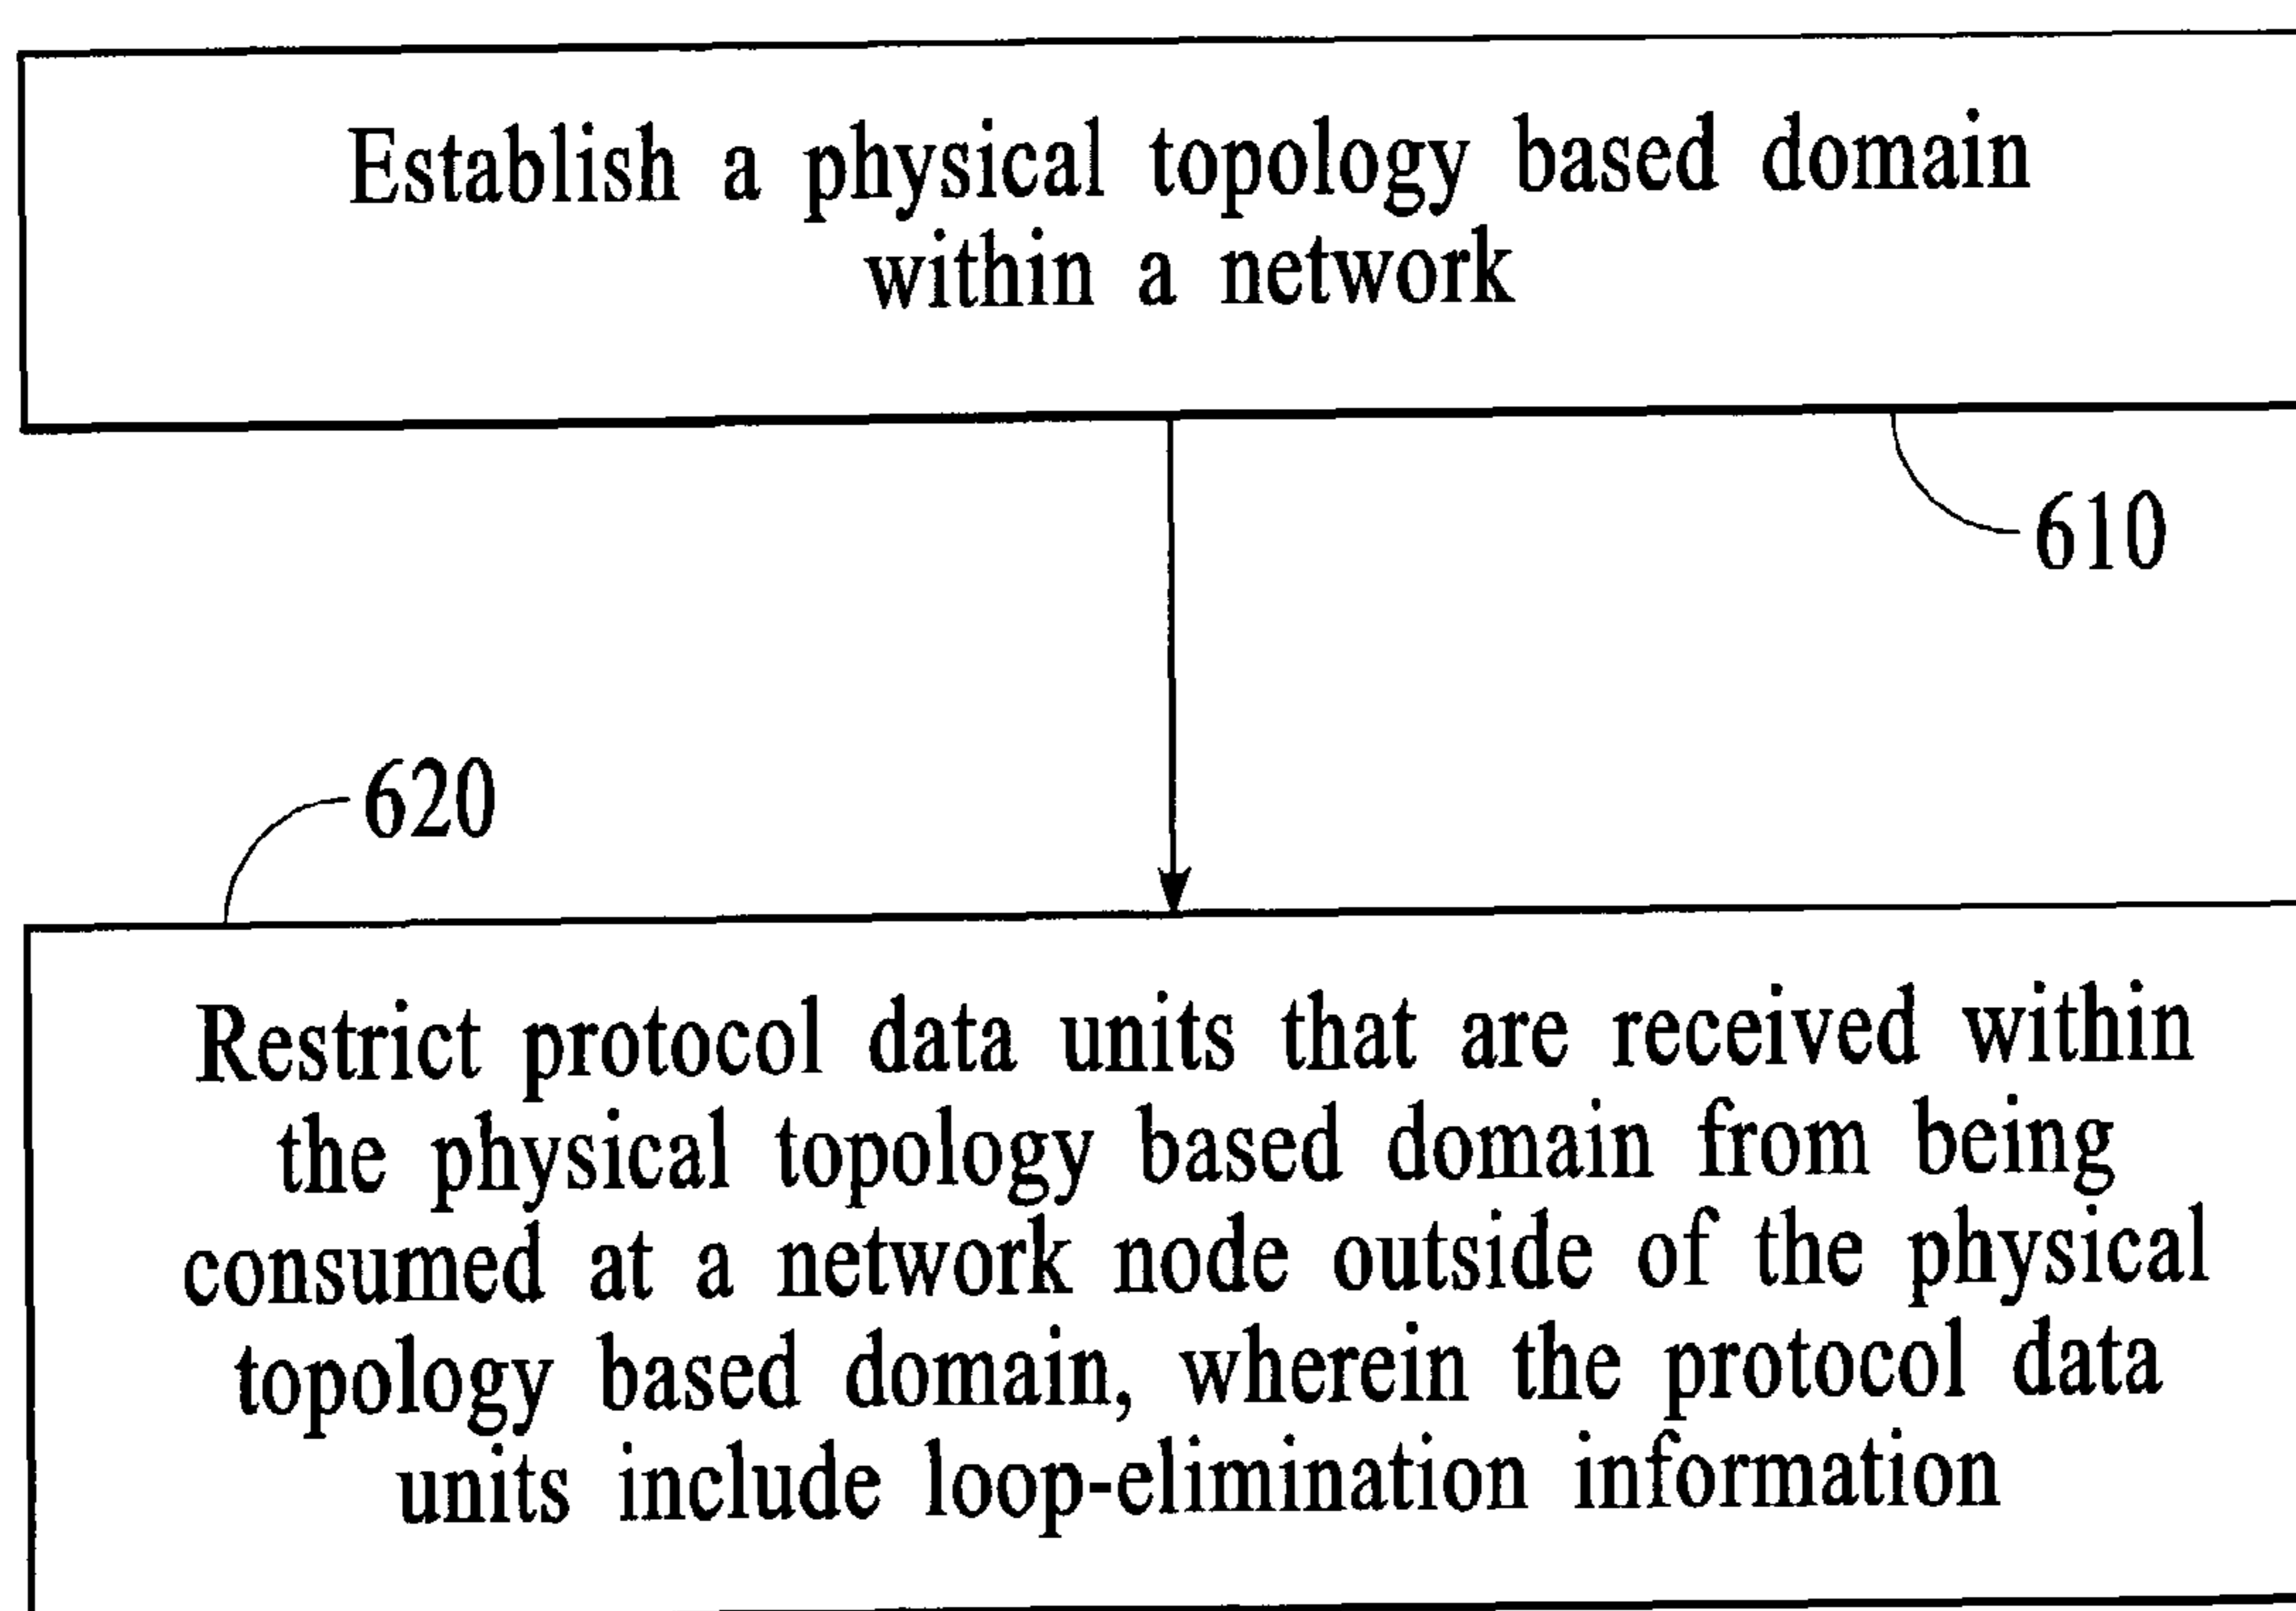 Establish a physical topology based domain
within a network
610
620
Restrict protocol data units that are received within
the physical topology based domain from being
consumed at a network node outside of the physical
topology based domain, wherein the protocol data
units include loop-elimination information